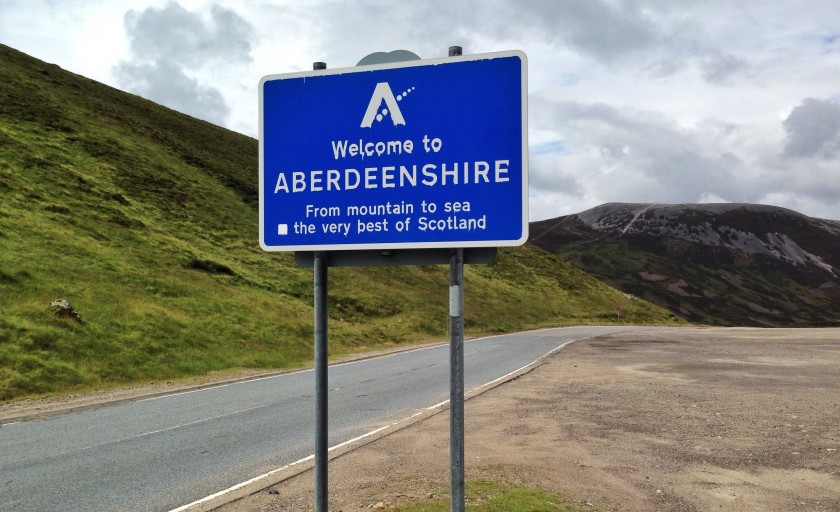 Welcome to
ABERDEENSHIRE
From mountain to sea
the very best of Scotland